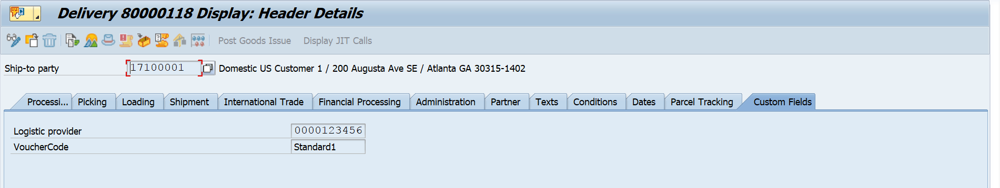 Delivery 80000118 Display: Header Details
Post Goods Issue Display JIT Calls
Ship-to party 17100001 Domestic US Customer 1 / 200 Augusta Ave SE / Atlanta GA 30315-1402
Processi... Picking Loading Shipment International Trade Financial Processing Administration Partner Texts Conditions Dates Parcel Tracking Custom Fields
Logistic provider 0000123456
VoucherCode Standard1